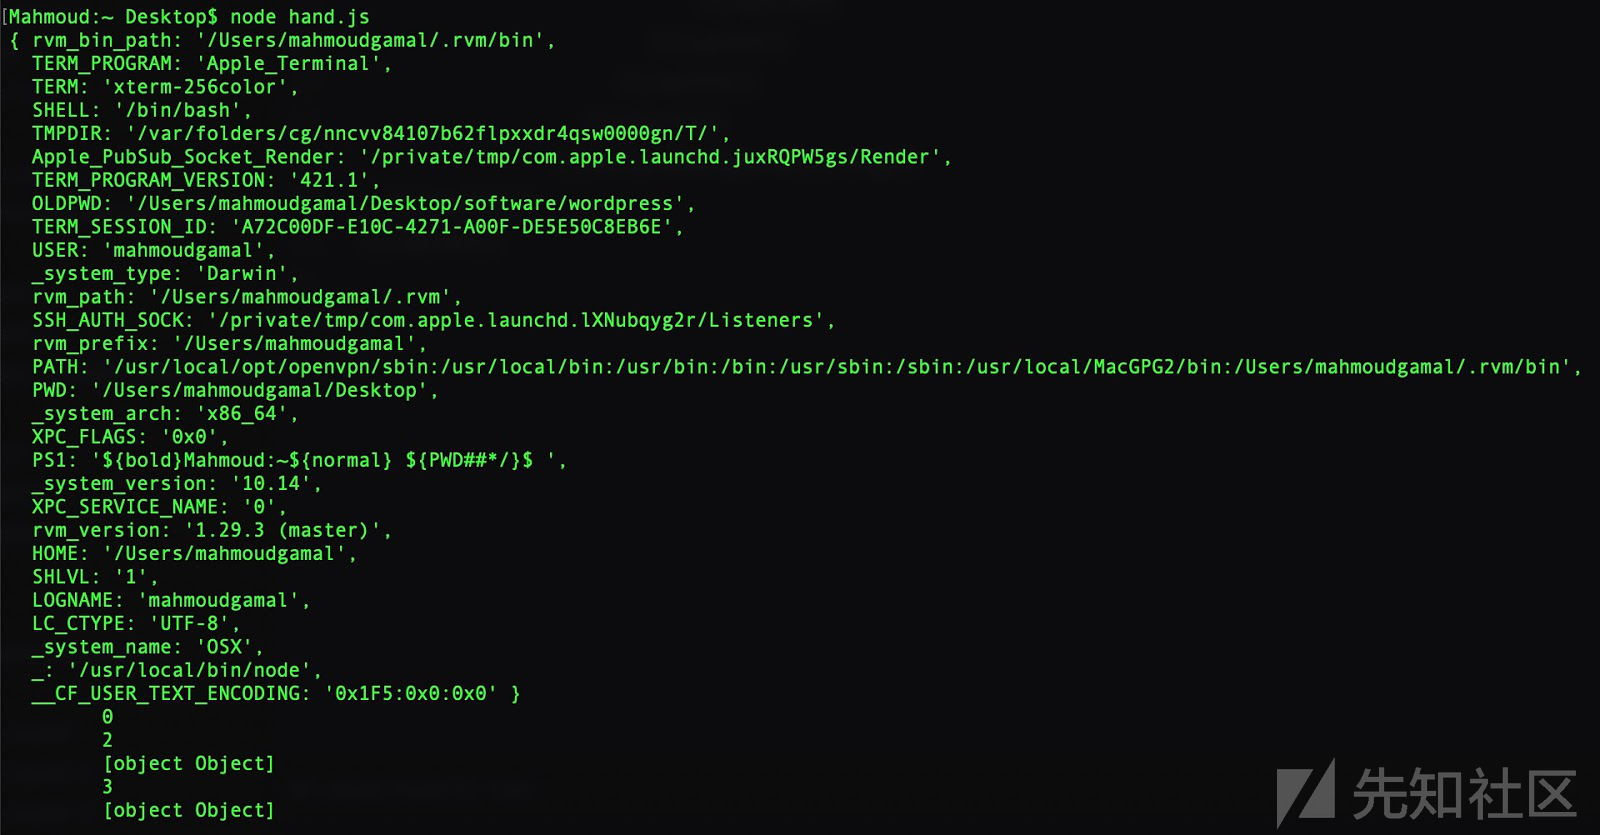 [Mahmoud:~ Desktop$ node hand.js
{ rvm_bin_path: '/Users/mahmoudgamal/.rvm/bin',
TERM_PROGRAM: 'Apple_Terminal',
TERM: 'xterm-256color',
SHELL: '/bin/bash',
TMPDIR: '/var/folders/cg/nncvv84107b62flpxxdr4qsw0000gn/T/',
Apple_PubSub_Socket_Render: '/private/tmp/com.apple.launchd.juxRQPW5gs/Render',
TERM_PROGRAM_VERSION: '421.1',
OLDPWD: '/Users/mahmoudgamal/Desktop/software/wordpress',
TERM_SESSION_ID: 'A72C00DF-E10C-4271-A00F-DE5E50C8EB6E',
USER: 'mahmoudgamal',
_system_type: 'Darwin',
rvm_path: '/Users/mahmoudgamal/.rvm',
SSH_AUTH_SOCK: '/private/tmp/com.apple.launchd.lXNubqyg2r/Listeners',
rvm_prefix: '/Users/mahmoudgamal',
PATH: '/usr/local/opt/openvpn/sbin:/usr/local/bin:/usr/bin:/bin:/usr/sbin:/sbin:/usr/local/MacGPG2/bin:/Users/mahmoudgamal/.rvm/bin',
PWD: '/Users/mahmoudgamal/Desktop',
_system_arch: 'x86_64',
XPC_FLAGS: '0x0',
PS1: '${bold}Mahmoud:~${normal} ${PWD##*/}$ ',
_system_version: '10.14',
XPC_SERVICE_NAME: '0',
rvm_version: '1.29.3 (master)',
HOME: '/Users/mahmoudgamal',
SHLVL: '1',
LOGNAME: 'mahmoudgamal',
LC_CTYPE: 'UTF-8',
_system_name: 'OSX',
_: '/usr/local/bin/node',
__CF_USER_TEXT_ENCODING: '0x1F5:0x0:0x0' }
0
2
[object Object]
3
[object Object]
先知社区